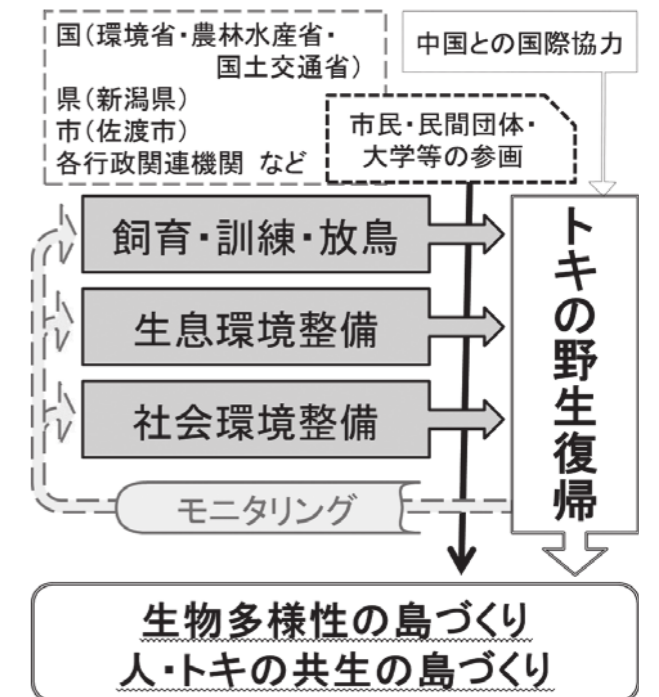 国（環境省・農林水産省・
国土交通省）
県（新潟県）
市（佐渡市）
各行政関連機関 など
中国との国際協力
市民・民間団体・
大学等の参画
飼育・訓練・放鳥
生息環境整備
社会環境整備
トキの野生復帰
モニタリング
生物多様性の島づくり
人・トキの共生の島づくり